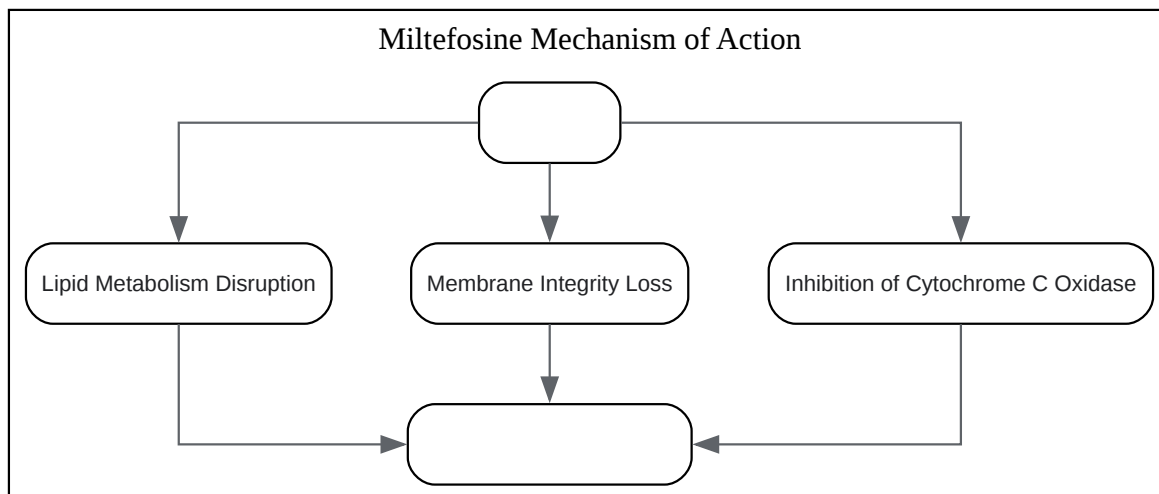 Miltefosine Mechanism of Action
Lipid Metabolism Disruption
Membrane Integrity Loss
Inhibition of Cytochrome C Oxidase